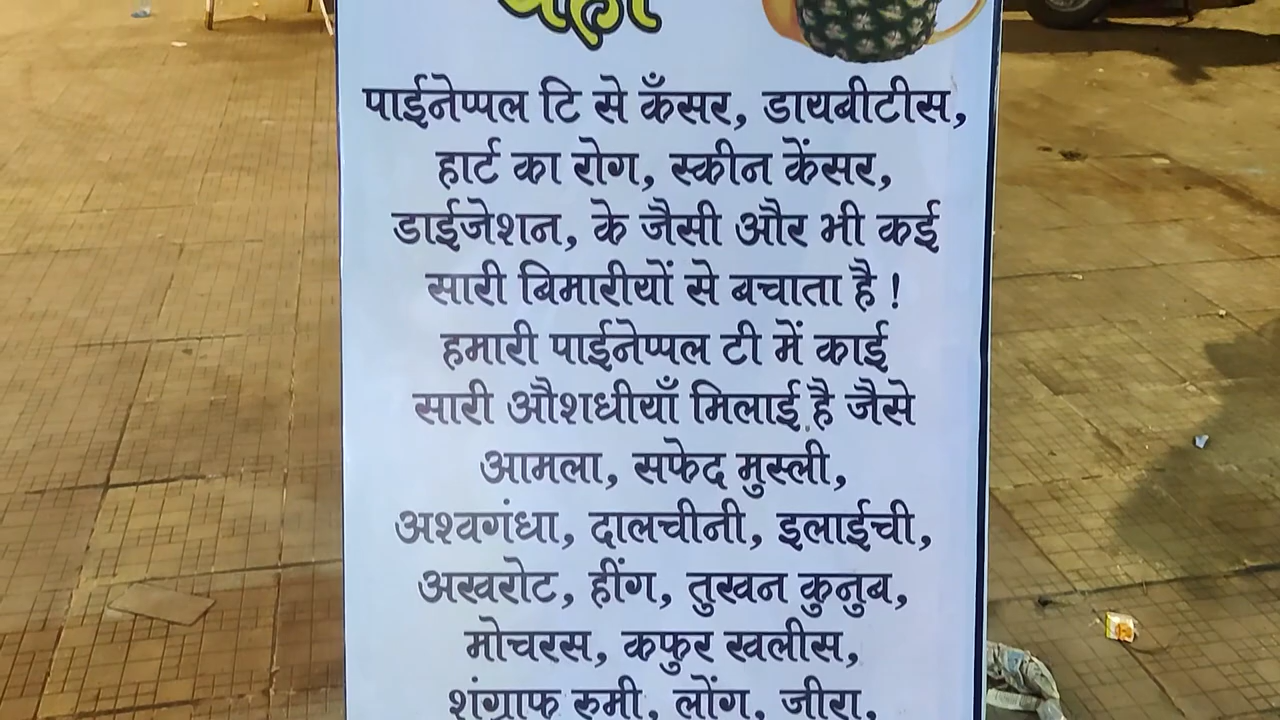 पाईनेप्पल टि से कँसर, डायबीटीस,
हार्ट का रोग, स्कीन केंसर,
डाईजेशन, के जैसी और भी कई
सारी बिमारीयों से बचाता है !
हमारी पाईनेप्पल टी में काई
सारी औशधीयाँ मिलाई है जैसे
आमला, सफेद मुस्ली,
अश्वगंधा, दालचीनी, इलाईची,
अखरोट, हींग, तुखन कुनुब,
मोचरस, कफुर खलीस,
शंग्राफ रुमी, लोंग, जीरा,